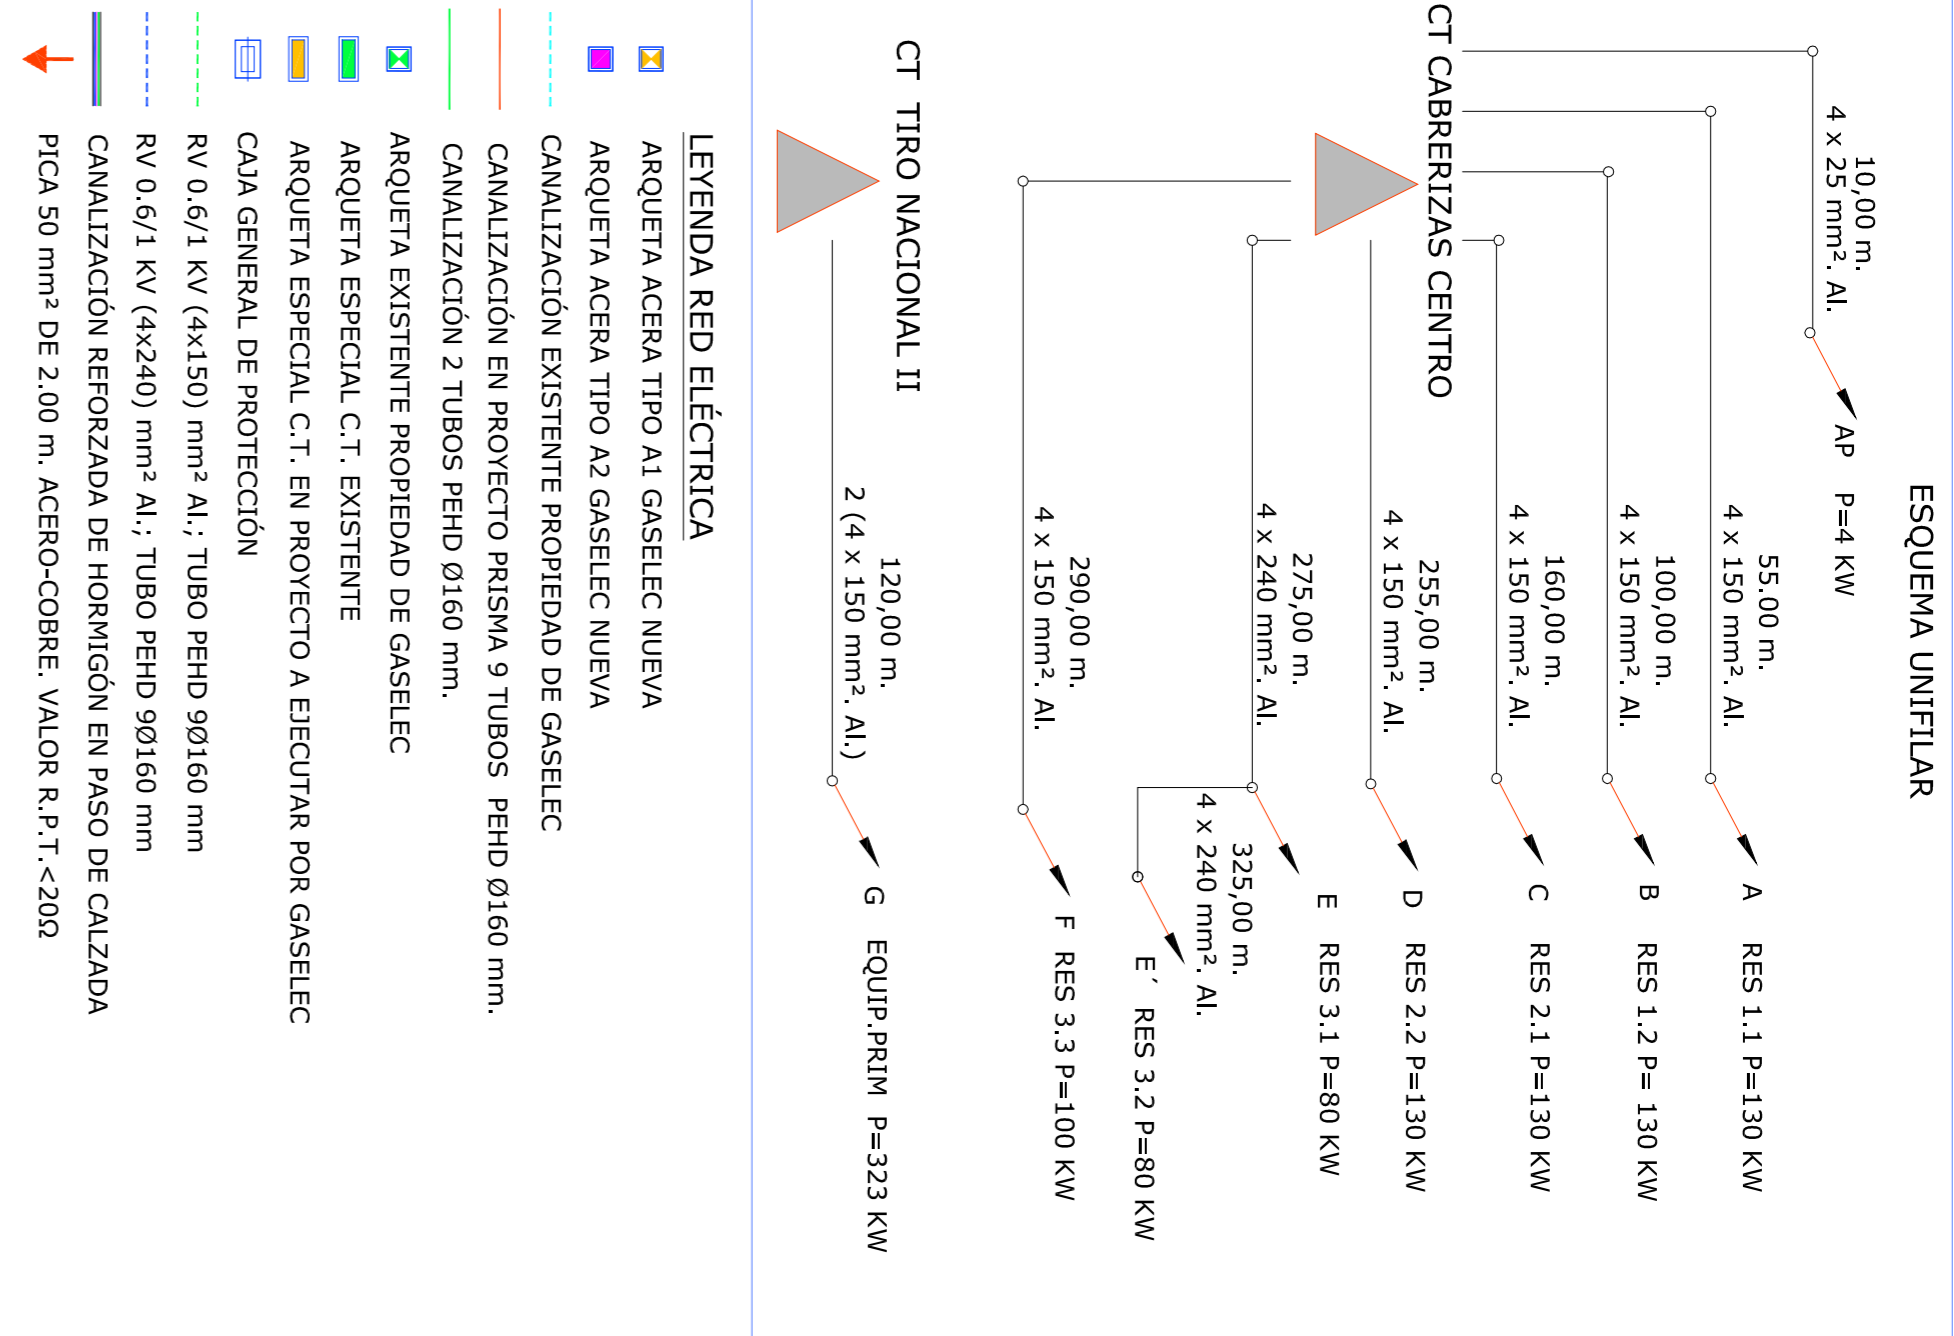 ESQUEMA UNIFILAR
10,00 m.
4 x 25 mm². Al.
AP P=4 KW
55.00 m.
4 x 150 mm². Al.
A RES 1.1 P=130 KW
100,00 m.
4 x 150 mm². Al.
B RES 1.2 P= 130 KW
160,00 m.
4 x 150 mm². Al.
C RES 2.1 P=130 KW
CT CABRERIZAS CENTRO
255,00 m.
4 x 150 mm². Al.
D RES 2.2 P=130 KW
275,00 m.
4 x 240 mm². Al.
E RES 3.1 P=80 KW
325,00 m.
4 x 240 mm². Al.
E´ RES 3.2 P=80 KW
290,00 m.
4 x 150 mm². Al.
F RES 3.3 P=100 KW
CT TIRO NACIONAL II
120,00 m.
2 (4 x 150 mm². Al.)
G EQUIP.PRIM P=323 KW
LEYENDA RED ELÉCTRICA
ARQUETA ACERA TIPO A1 GASELEC NUEVA
ARQUETA ACERA TIPO A2 GASELEC NUEVA
CANALIZACIÓN EXISTENTE PROPIEDAD DE GASELEC
CANALIZACIÓN EN PROYECTO PRISMA 9 TUBOS PEHD Ø160 mm.
CANALIZACIÓN 2 TUBOS PEHD Ø160 mm.
ARQUETA EXISTENTE PROPIEDAD DE GASELEC
ARQUETA ESPECIAL C.T. EXISTENTE
ARQUETA ESPECIAL C.T. EN PROYECTO A EJECUTAR POR GASELEC
CAJA GENERAL DE PROTECCIÓN
RV 0.6/1 KV (4x150) mm² Al.; TUBO PEHD 9Ø160 mm
RV 0.6/1 KV (4x240) mm² Al.; TUBO PEHD 9Ø160 mm
CANALIZACIÓN REFORZADA DE HORMIGÓN EN PASO DE CALZADA
PICA 50 mm² DE 2.00 m. ACERO-COBRE. VALOR R.P.T.<20Ω